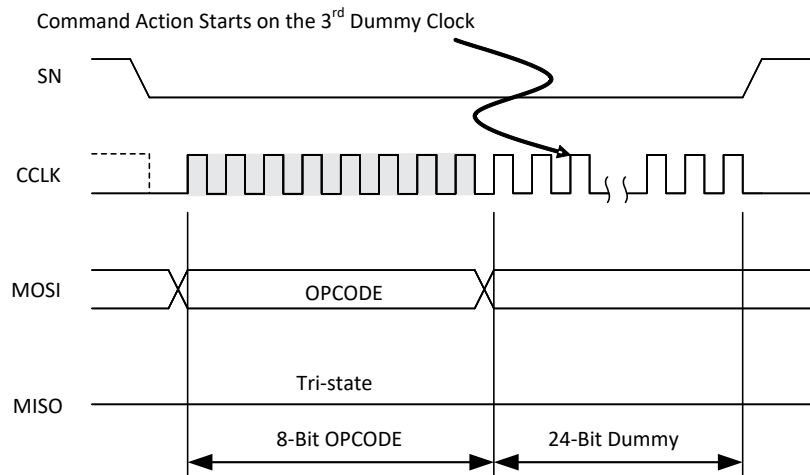 Command Action Starts on the 3rd Dummy Clock
SN
CCLK
MOSI
OPCODE
Tri-state
MISO
8-Bit OPCODE
24-Bit Dummy